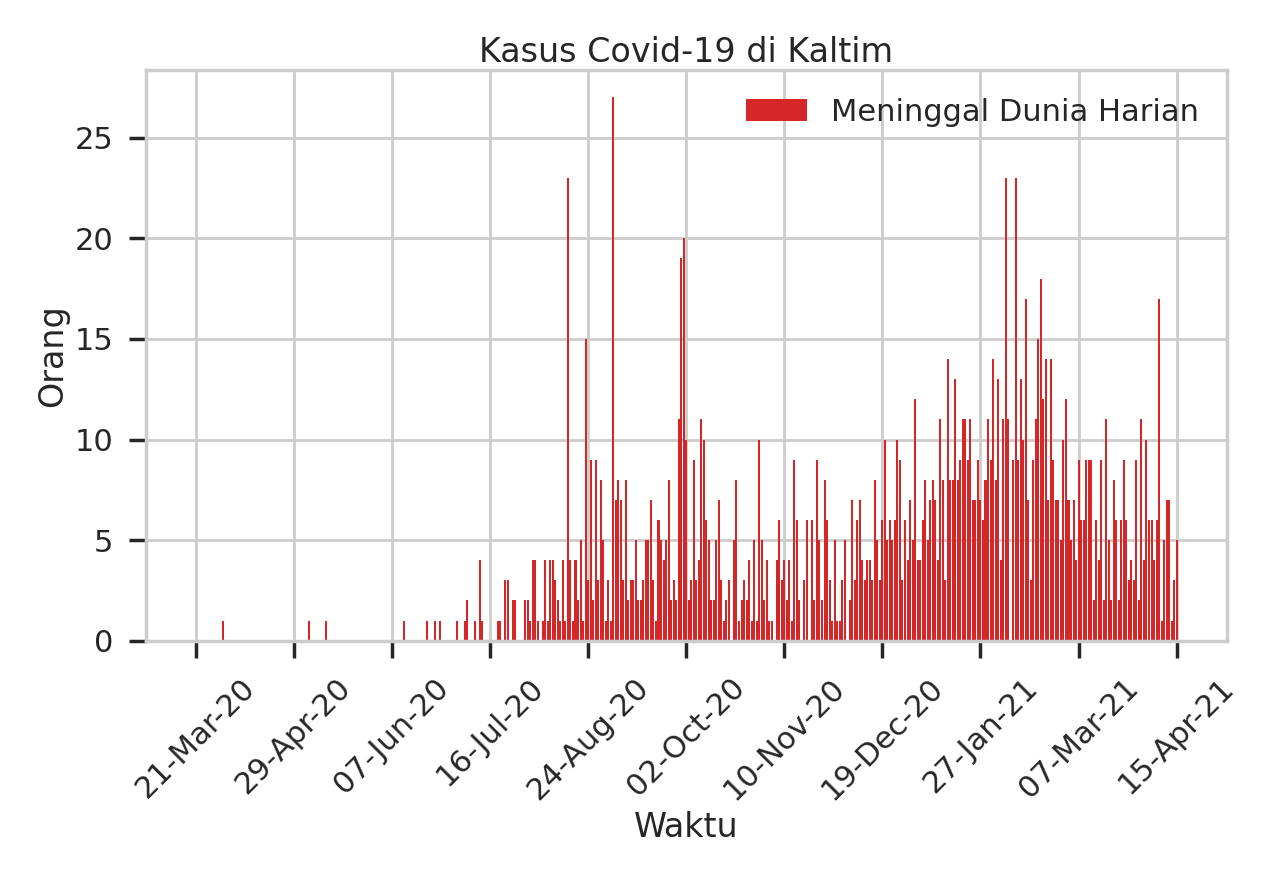 Kasus Covid-19 di Kaltim
Meninggal Dunia Harian
Orang
25
20
15
10
5
0
21-Mar-20
29-Apr-20
07-Jun-20
16-Jul-20
24-Aug-20
02-Oct-20
10-Nov-20
19-Dec-20
27-Jan-21
07-Mar-21
15-Apr-21
Waktu